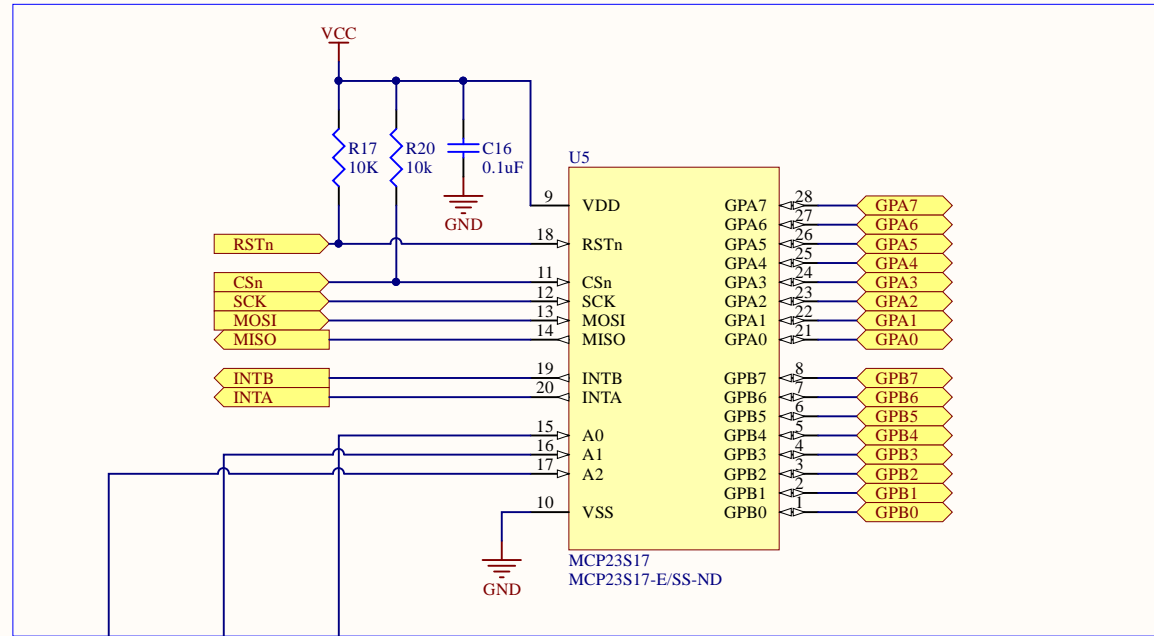 VCC
R17
10K
R20
10k
C16
0.1uF
GND
U5
9 VDD
18 RSTn
11 CSn
12 SCK
13 MOSI
14 MISO
19 INTB
20 INTA
15 A0
16 A1
17 A2
10 VSS
GND
RSTn
CSn
SCK
MOSI
MISO
INTB
INTA
GPA7 28 GPA7
GPA6 27 GPA6
GPA5 26 GPA5
GPA4 25 GPA4
GPA3 24 GPA3
GPA2 23 GPA2
GPA1 22 GPA1
GPA0 21 GPA0
GPB7 8 GPB7
GPB6 7 GPB6
GPB5 6 GPB5
GPB4 5 GPB4
GPB3 4 GPB3
GPB2 3 GPB2
GPB1 2 GPB1
GPB0 1 GPB0
MCP23S17
MCP23S17-E/SS-ND